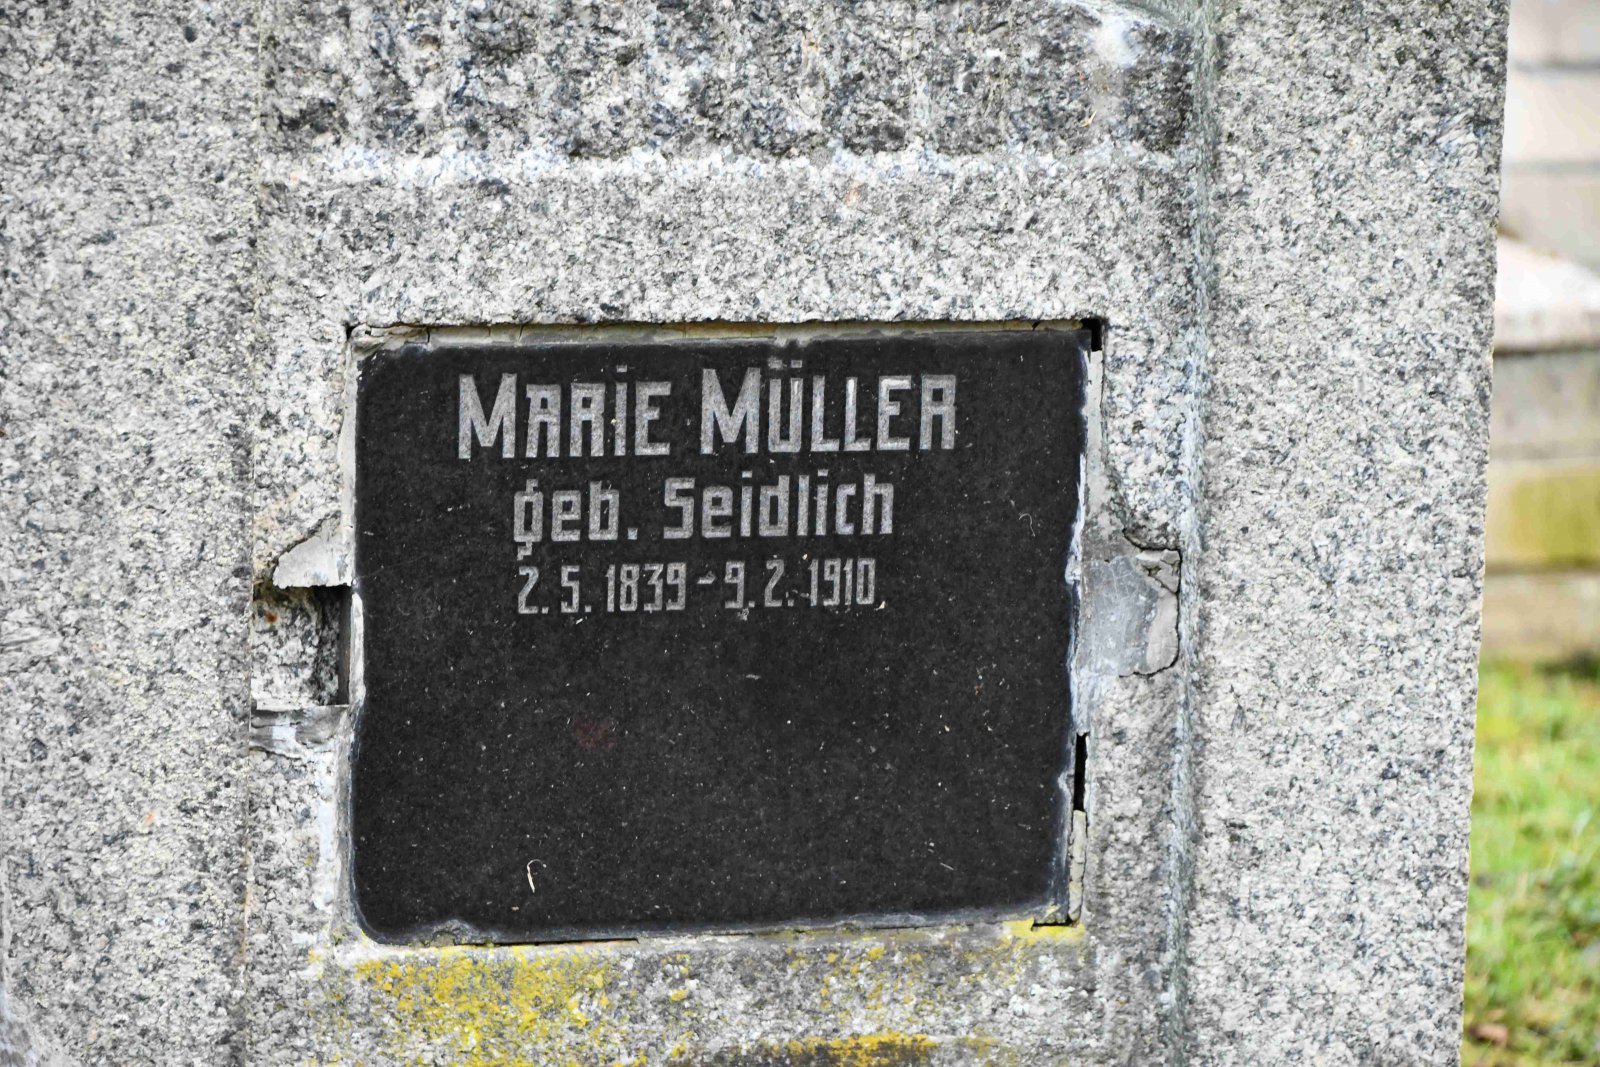 MARIE MÜLLER
geb. Seidlich
2. 5. 1839 - 9. 2. 1910